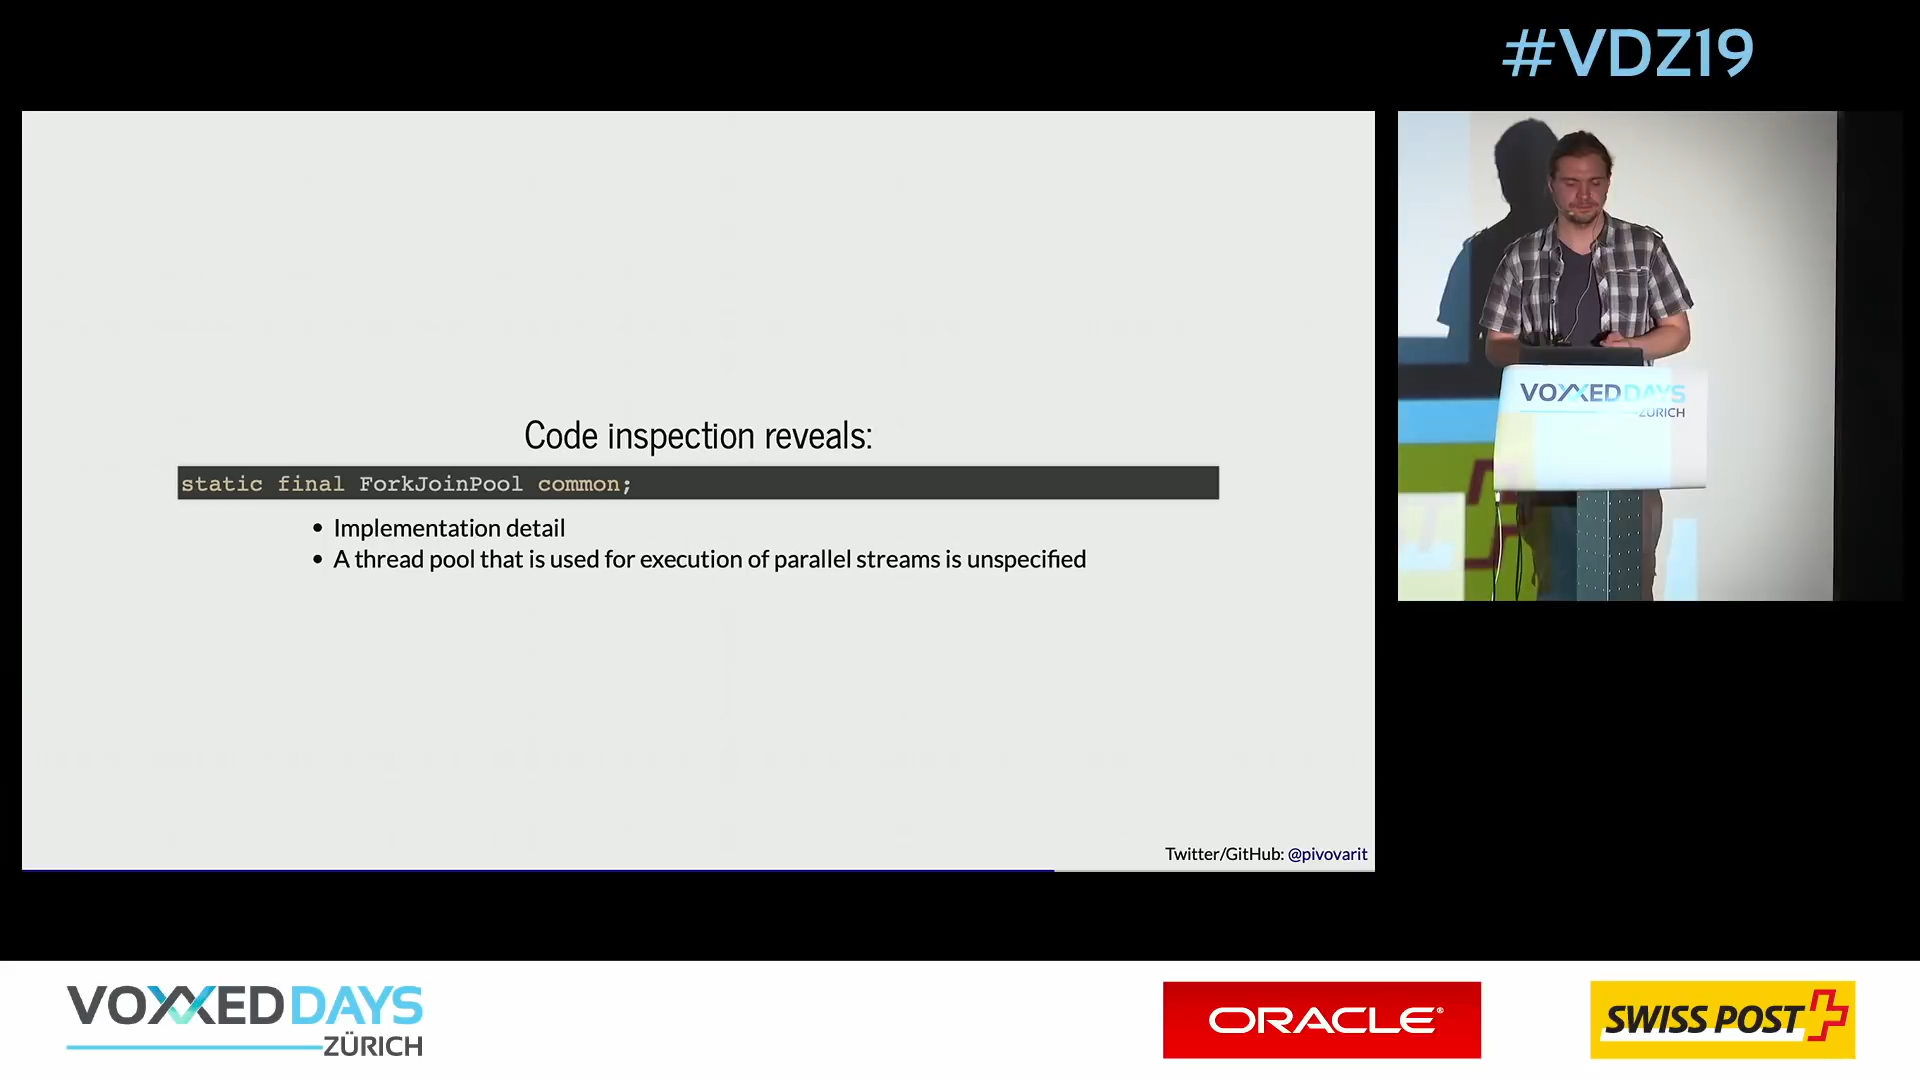 #VDZ19
Code inspection reveals:
static final ForkJoinPool common;
• Implementation detail
• A thread pool that is used for execution of parallel streams is unspecified
Twitter/GitHub: @pivovarit
VOXXED DAYS
ZÜRICH
VOXXED DAYS
ZÜRICH
ORACLE®
SWISS POST